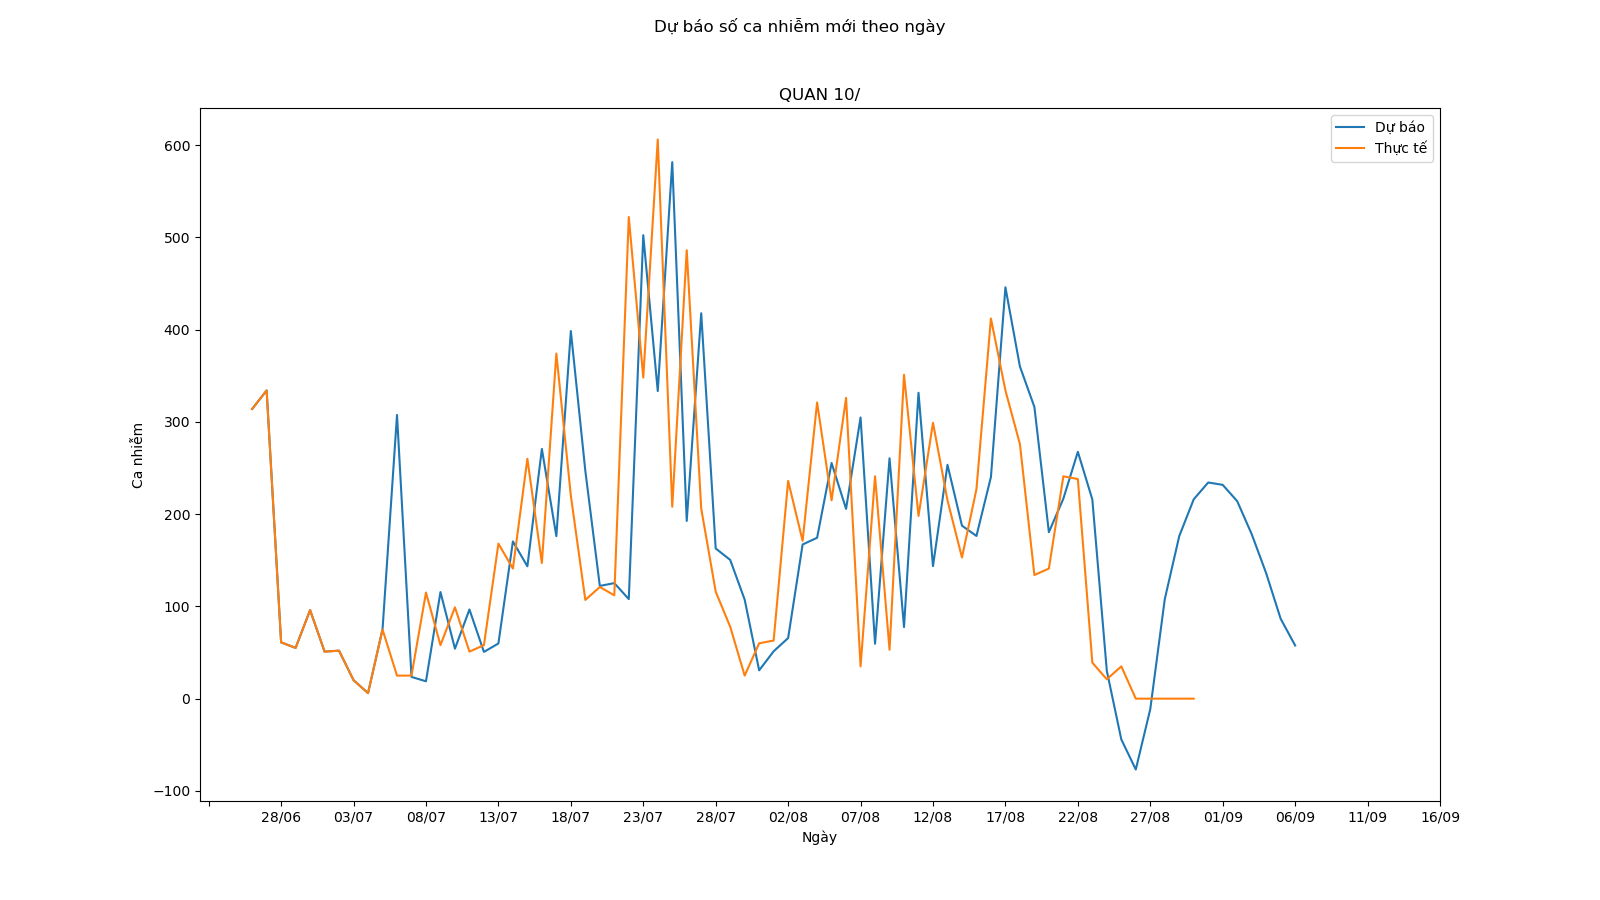 Dự báo số ca nhiễm mới theo ngày
QUAN 10/
Dự báo
Thực tế
Ca nhiễm
600
500
400
300
200
100
0
−100
28/06 03/07 08/07 13/07 18/07 23/07 28/07 02/08 07/08 12/08 17/08 22/08 27/08 01/09 06/09 11/09 16/09
Ngày